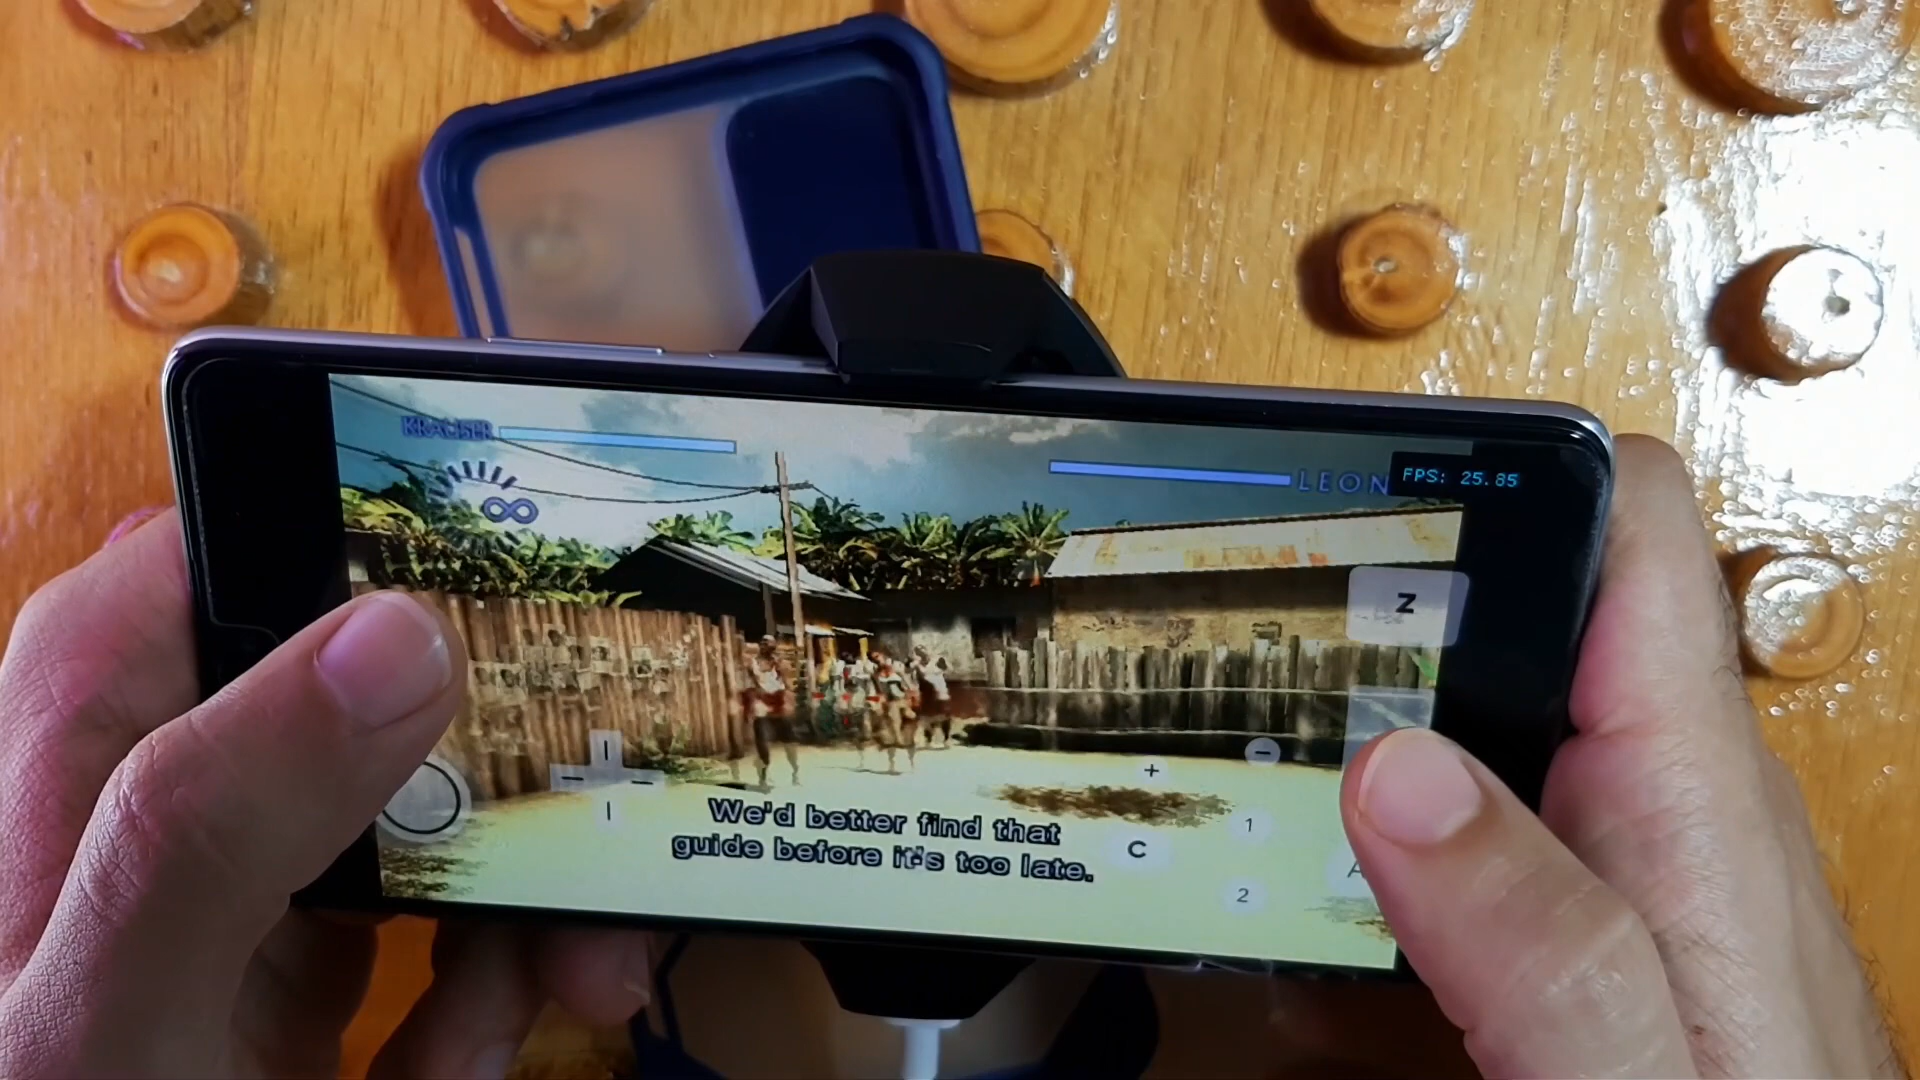 KRAUSER
LEON
FPS: 25.85
Z
+
-
1
C
A
2
We'd better find that
guide before it's too late.